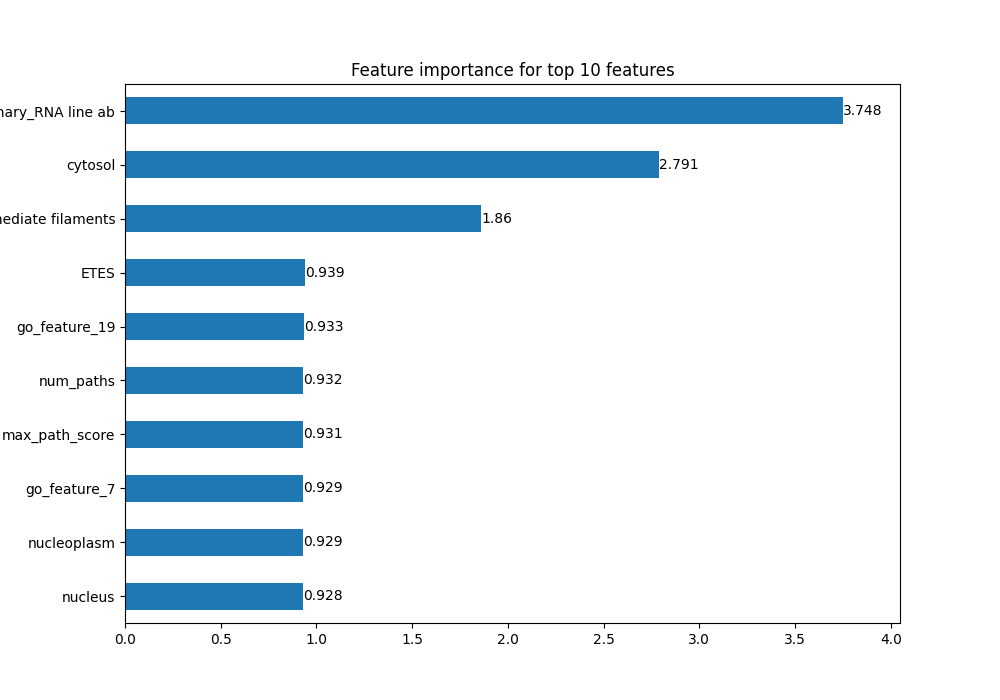 Feature importance for top 10 features
nary_RNA line ab 3.748
cytosol 2.791
nediate filaments 1.86
ETES 0.939
go_feature_19 0.933
num_paths 0.932
max_path_score 0.931
go_feature_7 0.929
nucleoplasm 0.929
nucleus 0.928
0.0 0.5 1.0 1.5 2.0 2.5 3.0 3.5 4.0